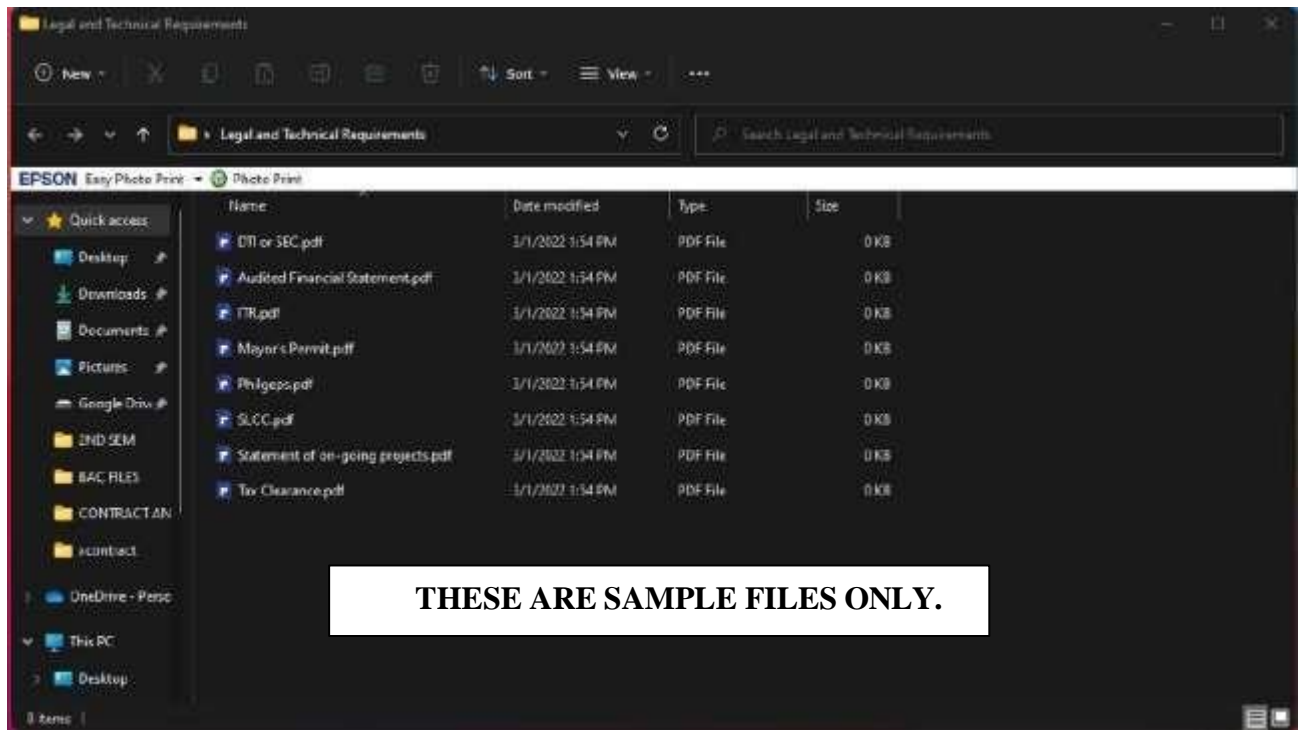 Legal and Technical Requirements
New
Sort
View
Legal and Technical Requirements
Search Legal and Technical Requirements
EPSON Easy Photo Print Photo Print
Name Date modified Type Size
Quick access
DTI or SEC.pdf 3/1/2022 1:54 PM PDF File 0 KB
Desktop
Audited Financial Statement.pdf 3/1/2022 1:54 PM PDF File 0 KB
Downloads
ITR.pdf 3/1/2022 1:54 PM PDF File 0 KB
Documents
Mayor's Permit.pdf 3/1/2022 1:54 PM PDF File 0 KB
Pictures
Philgeps.pdf 3/1/2022 1:54 PM PDF File 0 KB
Google Driv
SLCC.pdf 3/1/2022 1:54 PM PDF File 0 KB
2ND SEM
Statement of on-going projects.pdf 3/1/2022 1:54 PM PDF File 0 KB
BAC FILES
Tax Clearance.pdf 3/1/2022 1:54 PM PDF File 0 KB
CONTRACT AN
THESE ARE SAMPLE FILES ONLY.
OneDrive - Perso
This PC
Desktop
8 items